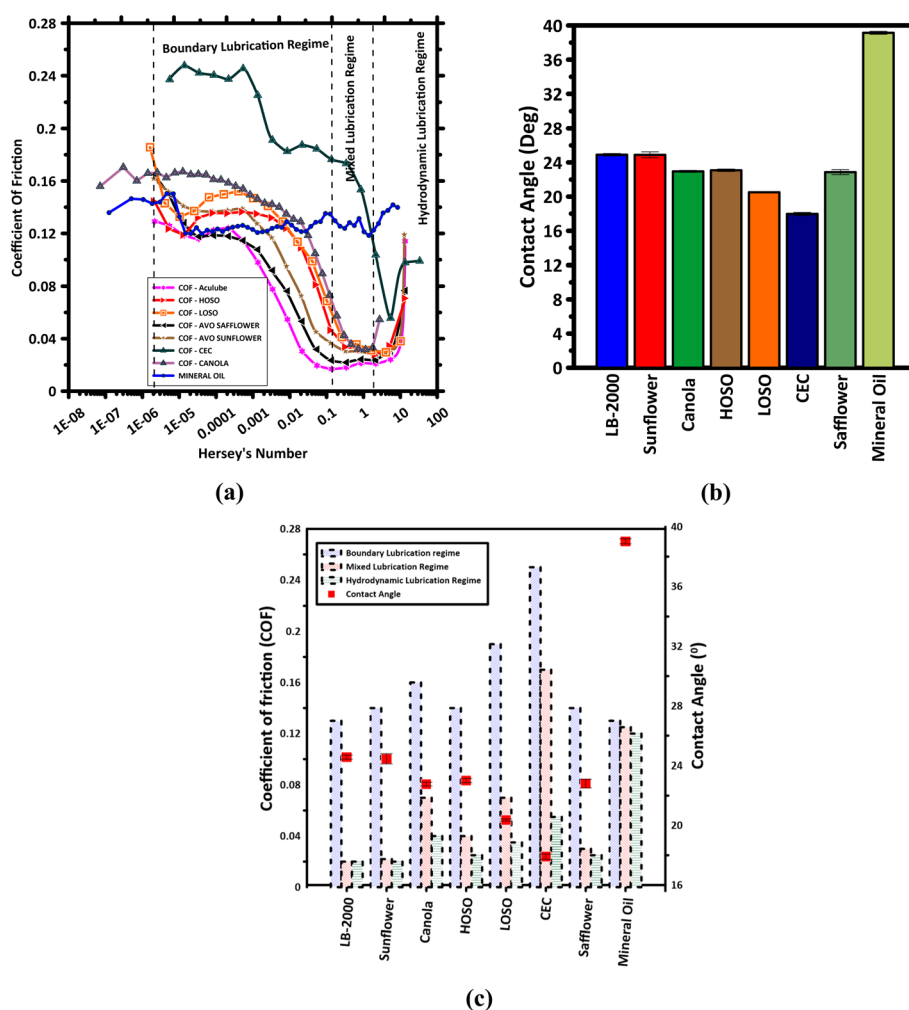 0.28
0.24
0.2
0.16
0.12
0.08
0.04
0
Coefficient Of Friction
Boundary Lubrication Regime
Mixed Lubrication Regime
Hydrodynamic Lubrication Regime
COF - Aculube
COF - HOSO
COF - LOSO
COF - AVO SAFFLOWER
COF - AVO SUNFLOWER
COF - CEC
COF - CANOLA
MINERAL OIL
1E-08
1E-07
1E-06
1E-05
0.0001
0.001
0.01
0.1
1
10
100
Hersey's Number
(a)
40
36
32
28
24
20
16
12
8
4
0
Contact Angle (Deg)
LB-2000
Sunflower
Canola
HOSO
LOSO
CEC
Safflower
Mineral Oil
(b)
0.28
0.24
0.2
0.16
0.12
0.08
0.04
0
Coefficient of friction (COF)
Boundary Lubrication regime
Mixed Lubrication Regime
Hydrodynamic Lubrication Regime
Contact Angle
40
36
32
28
24
20
16
Contact Angle (⁰)
LB-2000
Sunflower
Canola
HOSO
LOSO
CEC
Safflower
Mineral Oil
(c)